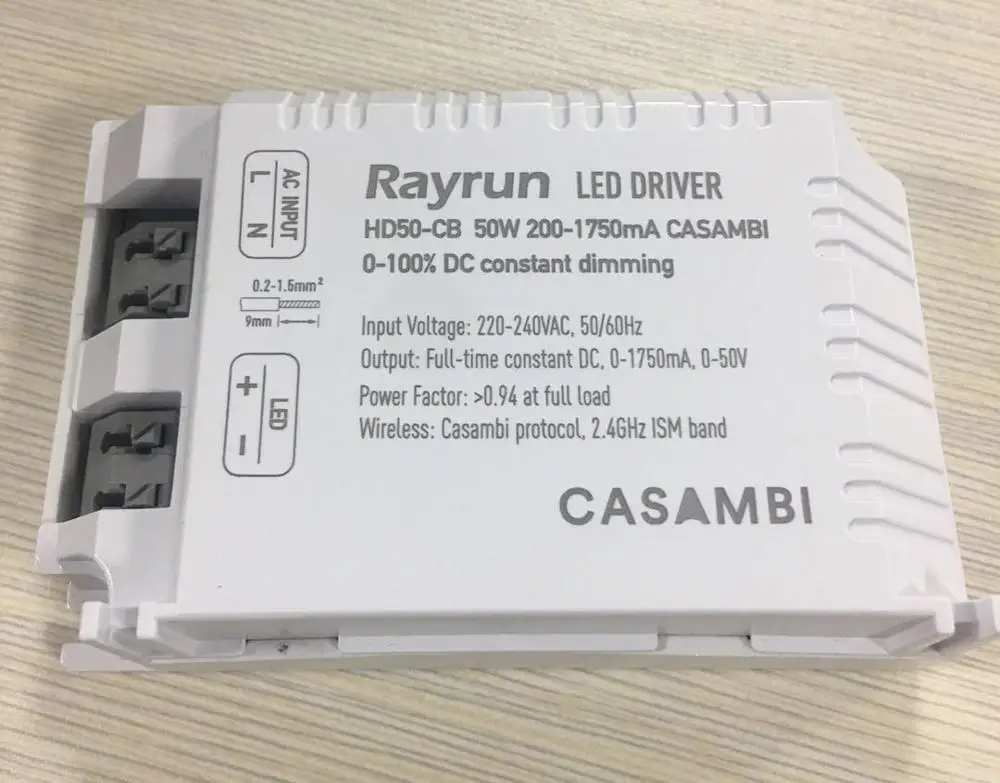 AC INPUT
L N
0.2-1.5mm²
9mm
LED
+ -
Rayrun LED DRIVER
HD50-CB 50W 200-1750mA CASAMBI
0-100% DC constant dimming
Input Voltage: 220-240VAC, 50/60Hz
Output: Full-time constant DC, 0-1750mA, 0-50V
Power Factor: >0.94 at full load
Wireless: Casambi protocol, 2.4GHz ISM band
CASAMBI